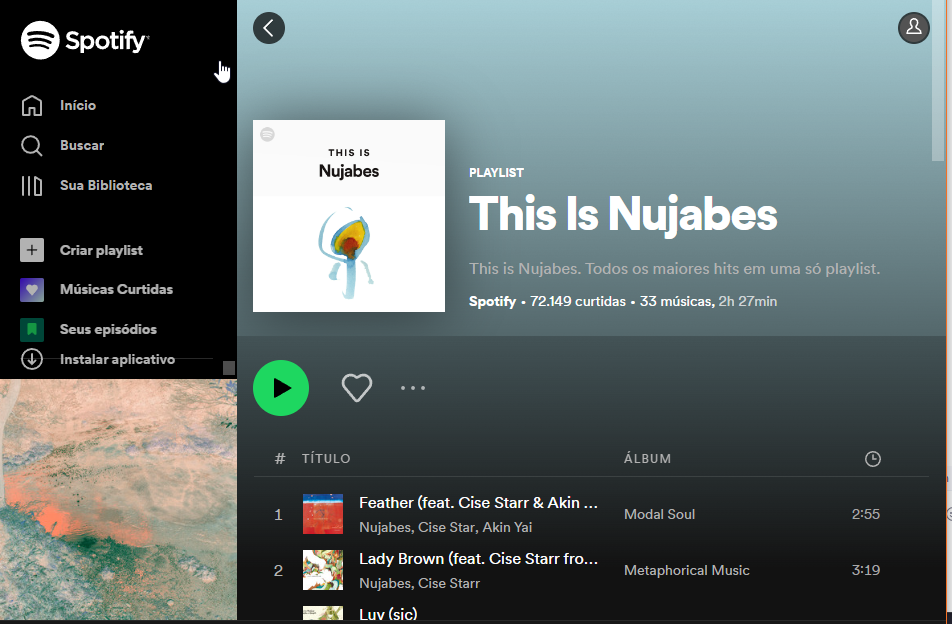 Spotify
Início
Buscar
Sua Biblioteca
Criar playlist
Músicas Curtidas
Seus episódios
Instalar aplicativo
THIS IS
Nujabes
PLAYLIST
This Is Nujabes
This is Nujabes. Todos os maiores hits em uma só playlist.
Spotify • 72.149 curtidas • 33 músicas, 2h 27min
# TÍTULO ÁLBUM
1 Feather (feat. Cise Starr & Akin ... Modal Soul 2:55
Nujabes, Cise Star, Akin Yai
2 Lady Brown (feat. Cise Starr fro... Metaphorical Music 3:19
Nujabes, Cise Starr
Luv (sic)